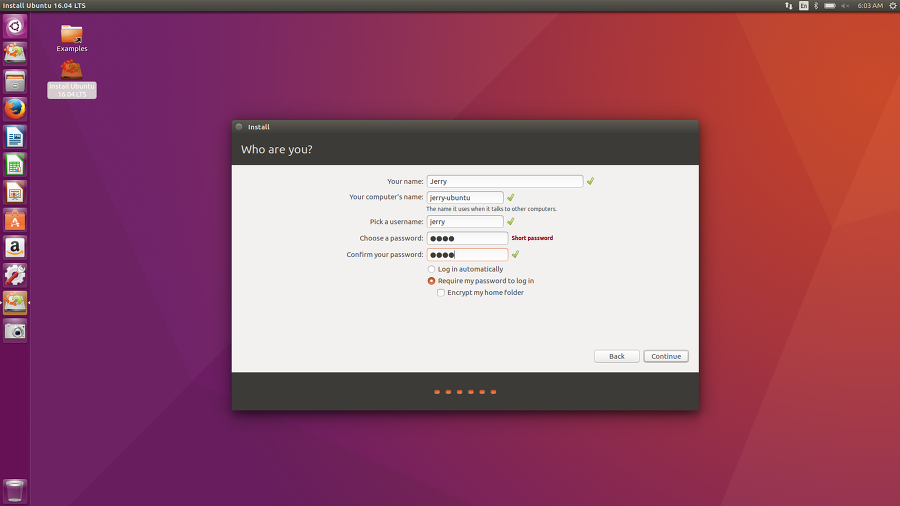 Install Ubuntu 16.04 LTS
En
6:03 AM
Examples
Install Ubuntu
16.04 LTS
Install
Who are you?
Your name: Jerry
Your computer's name: jerry-ubuntu
The name it uses when it talks to other computers.
Pick a username: jerry
Choose a password: ●●●● Short password
Confirm your password: ●●●●
Log in automatically
Require my password to log in
Encrypt my home folder
Back Continue